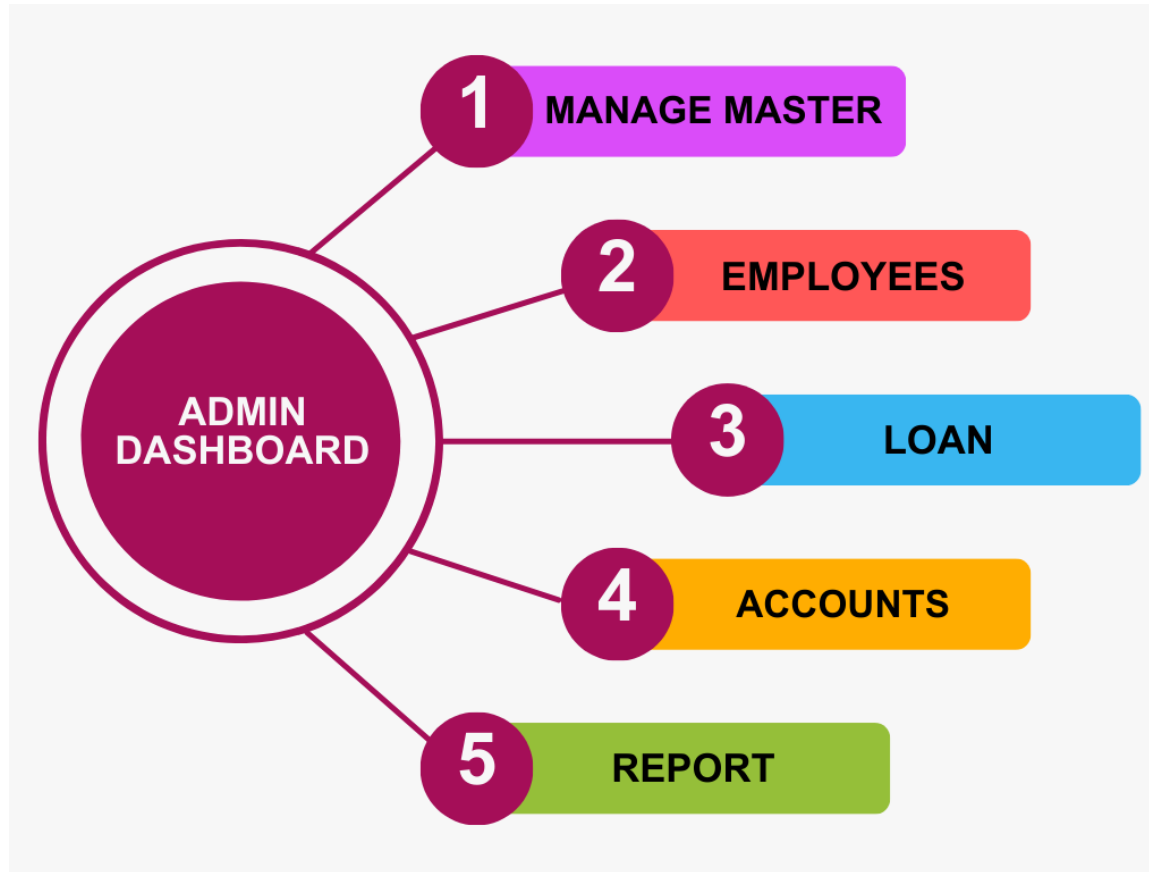 1
MANAGE MASTER
2
EMPLOYEES
ADMIN
DASHBOARD
3
LOAN
4
ACCOUNTS
5
REPORT